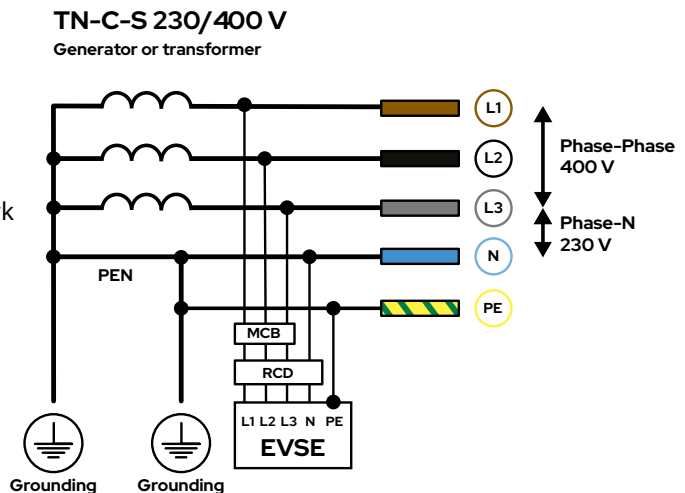 TN-C-S 230/400 V
Generator or transformer
L1
L2
L3
N
PE
Phase-Phase
400 V
Phase-N
230 V
k
PEN
MCB
RCD
L1 L2 L3 N PE
EVSE
Grounding
Grounding